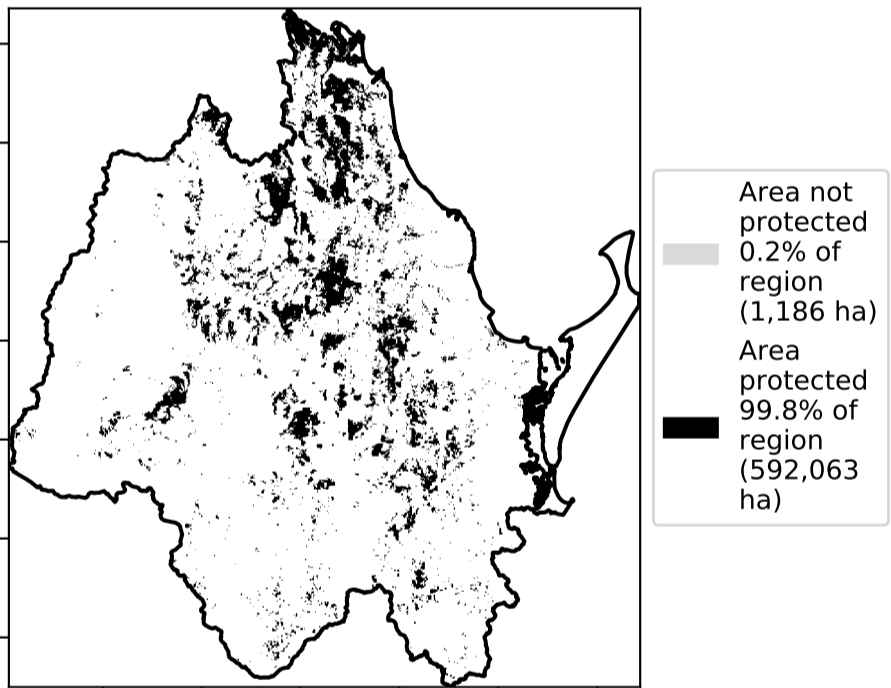 Area not
protected
0.2% of
region
(1,186 ha)
Area
protected
99.8% of
region
(592,063
ha)